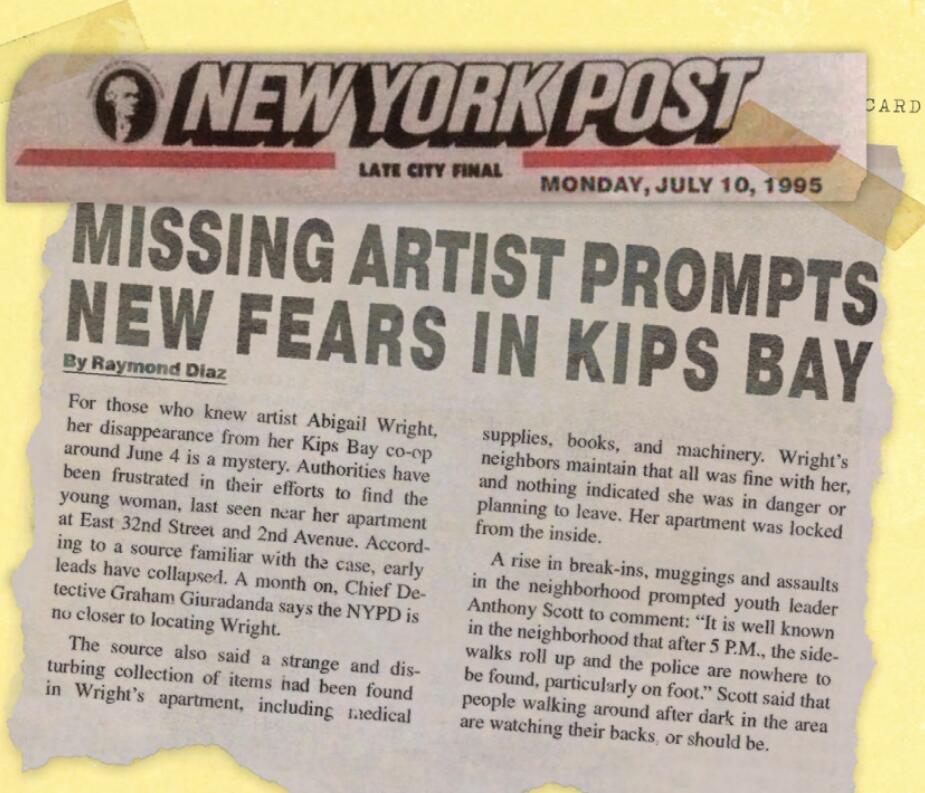 NEW YORK POST
CARD
LATE CITY FINAL
MONDAY, JULY 10, 1995
MISSING ARTIST PROMPTS
NEW FEARS IN KIPS BAY
By Raymond Diaz
For those who knew artist Abigail Wright,
her disappearance from her Kips Bay co-op
around June 4 is a mystery. Authorities have
been frustrated in their efforts to find the
young woman, last seen near her apartment
at East 32nd Street and 2nd Avenue. Accord-
ing to a source familiar with the case, early
leads have collapsed. A month on, Chief De-
tective Graham Giuradanda says the NYPD is
no closer to locating Wright.
The source also said a strange and dis-
turbing collection of items had been found
in Wright's apartment, including medical
supplies, books, and machinery. Wright's
neighbors maintain that all was fine with her,
and nothing indicated she was in danger or
planning to leave. Her apartment was locked
from the inside.
A rise in break-ins, muggings and assaults
in the neighborhood prompted youth leader
Anthony Scott to comment: “It is well known
in the neighborhood that after 5 P.M., the side-
walks roll up and the police are nowhere to
be found, particularly on foot.” Scott said that
people walking around after dark in the area
are watching their backs, or should be.